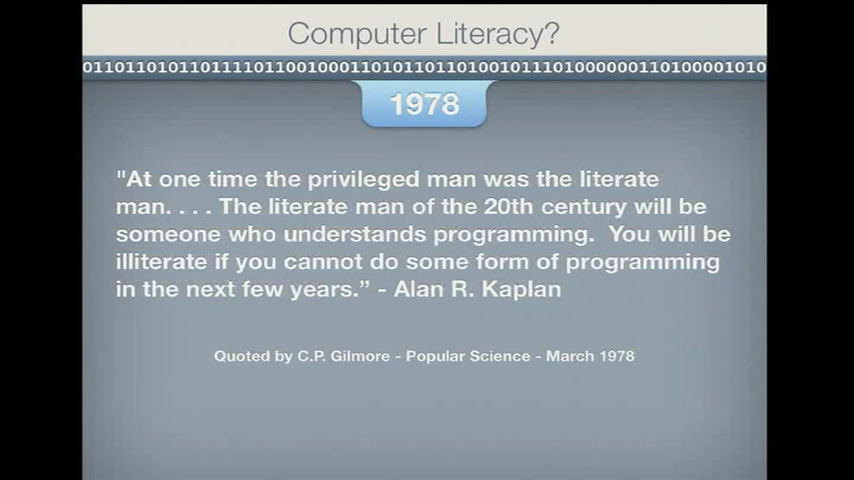 Computer Literacy?
01101101011011110110010001101011011010010111010000001101000010 10
1978
"At one time the privileged man was the literate
man. . . . The literate man of the 20th century will be
someone who understands programming.  You will be
illiterate if you cannot do some form of programming
in the next few years.” - Alan R. Kaplan
Quoted by C.P. Gilmore - Popular Science - March 1978